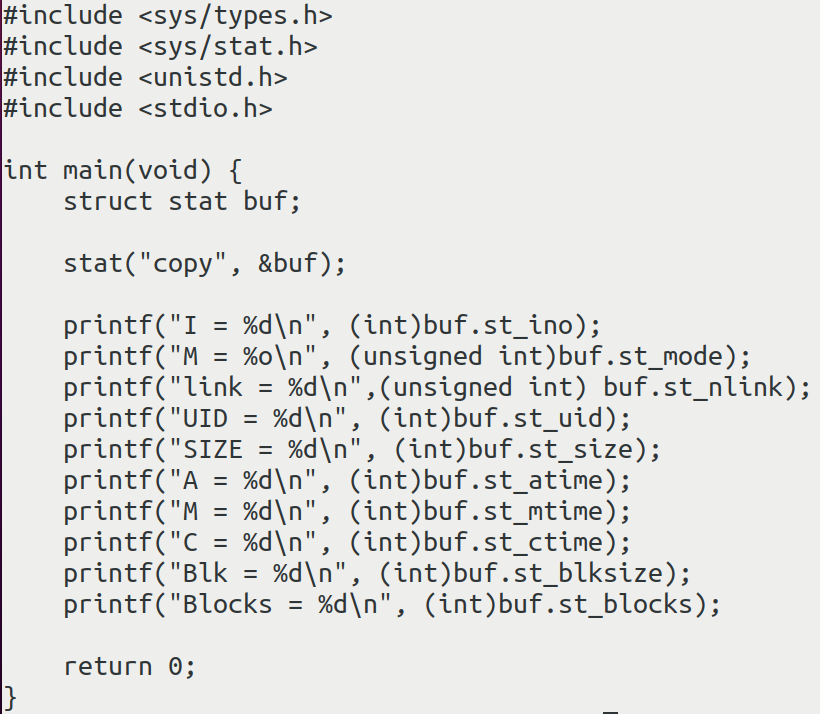 #include <sys/types.h>
#include <sys/stat.h>
#include <unistd.h>
#include <stdio.h>

int main(void) {
    struct stat buf;

    stat("copy", &buf);

    printf("I = %d\n", (int)buf.st_ino);
    printf("M = %o\n", (unsigned int)buf.st_mode);
    printf("link = %d\n",(unsigned int) buf.st_nlink);
    printf("UID = %d\n", (int)buf.st_uid);
    printf("SIZE = %d\n", (int)buf.st_size);
    printf("A = %d\n", (int)buf.st_atime);
    printf("M = %d\n", (int)buf.st_mtime);
    printf("C = %d\n", (int)buf.st_ctime);
    printf("Blk = %d\n", (int)buf.st_blksize);
    printf("Blocks = %d\n", (int)buf.st_blocks);

    return 0;
}